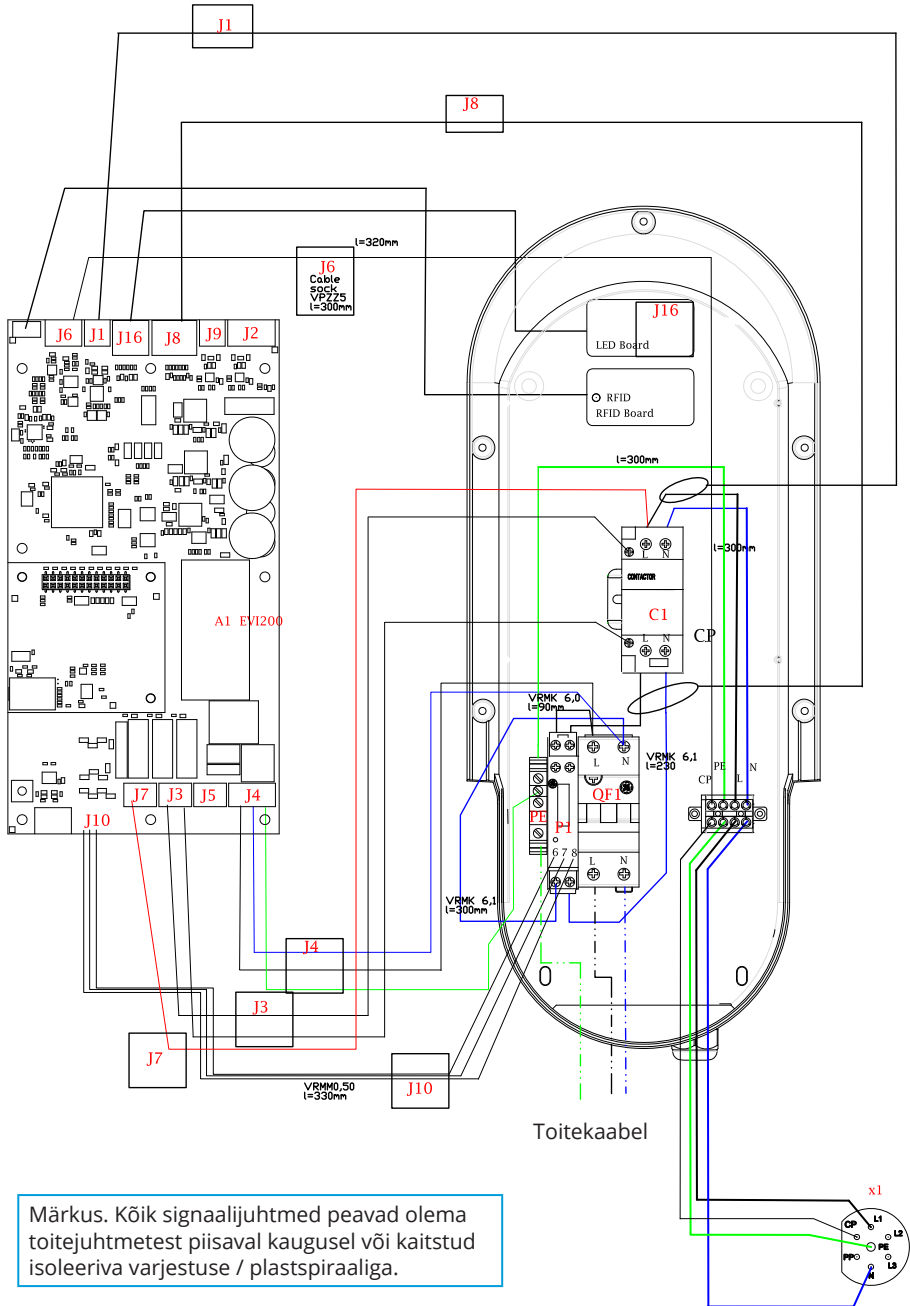 J1
J8
l=320mm
J6
Cable
sock
VPZZ5
l=300mm
J16
LED Board
RFID
RFID Board
J6
J1
J16
J8
J9
J2
l=300mm
L N
l=300mm
CONTACTOR
C1
L N
CP
A1 EVI200
VRMK 6,0
l=90mm
L N
VRMK 6,1
l=230
PE N
CP L
QF1
PE
P1
6 7 8
L N
J7
J3
J5
J4
J10
VRMK 6,1
l=300mm
J4
J3
J7
J10
VRMM0,50
l=330mm
Toitekaabel
x1
L1
CP
L2
PE
PP
L3
N
Märkus. Kõik signaalijuhtmed peavad olema
toitejuhtmetest piisaval kaugusel või kaitstud
isoleeriva varjestuse / plastspiraaliga.